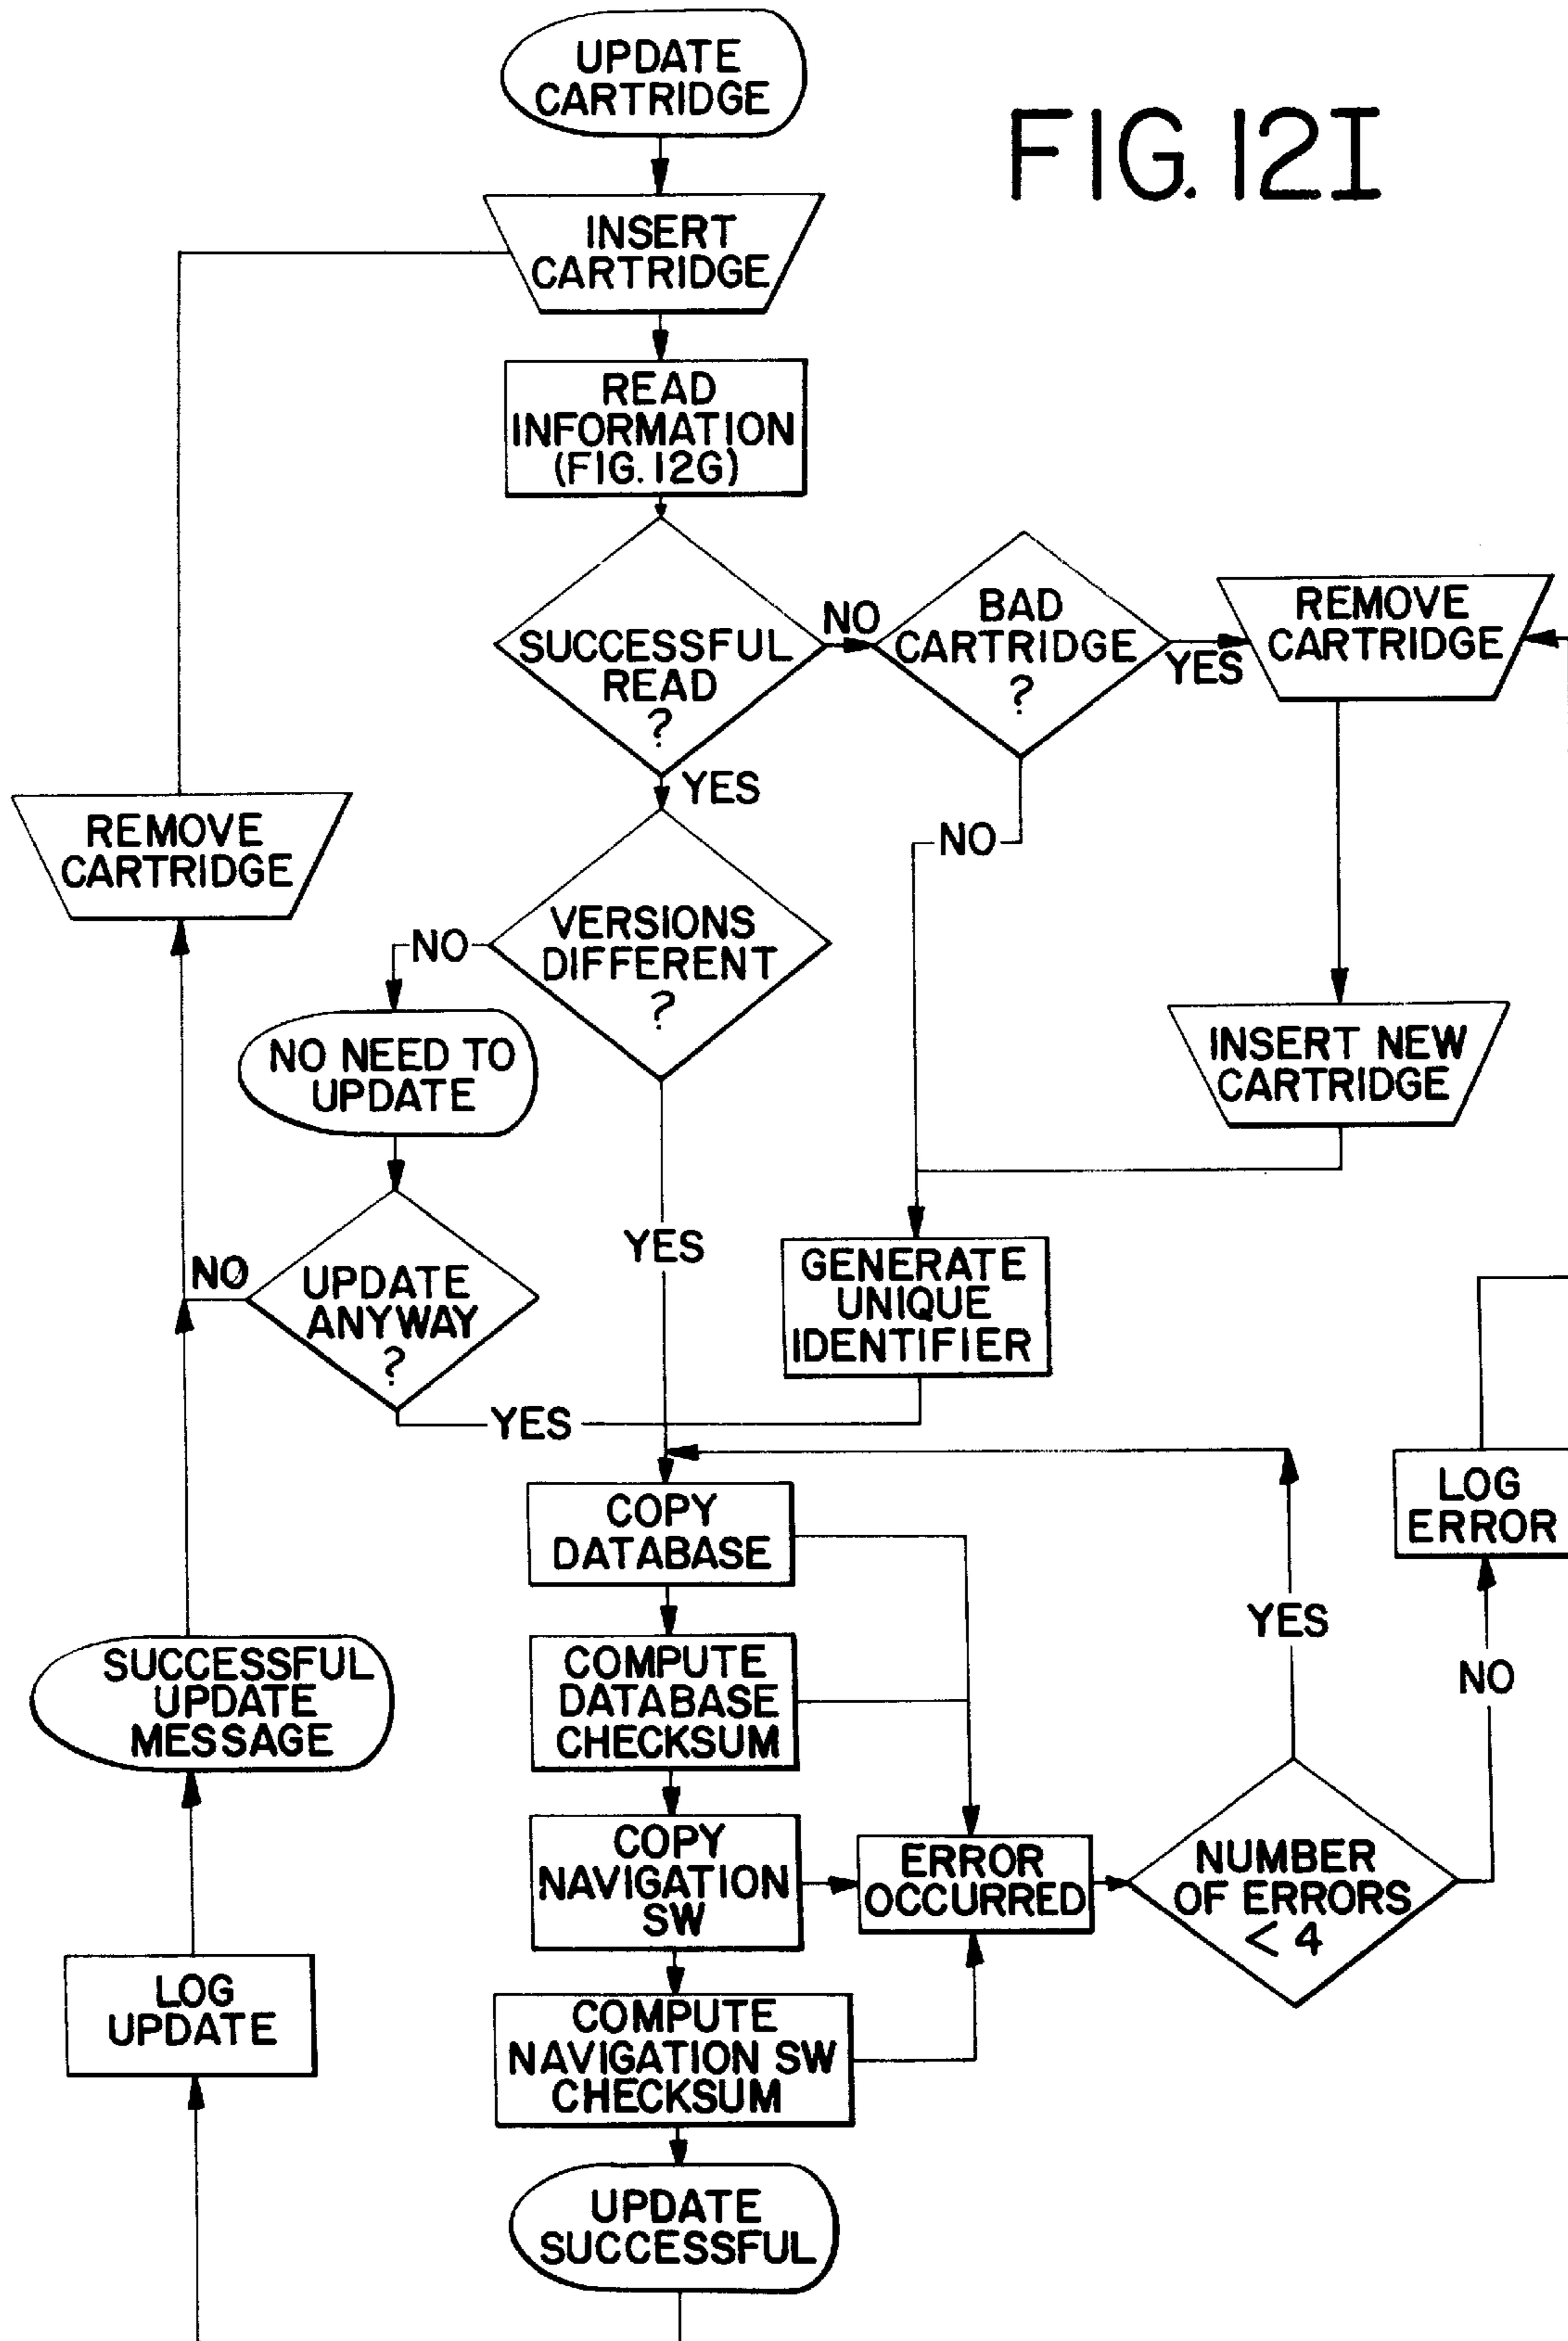 UPDATE
CARTRIDGE
FIG. 12I
INSERT
CARTRIDGE
READ
INFORMATION
(FIG. 12G)
SUCCESSFUL
READ
?
NO
BAD
CARTRIDGE
?
YES
REMOVE
CARTRIDGE
YES
NO
REMOVE
CARTRIDGE
VERSIONS
DIFFERENT
?
NO
NO NEED TO
UPDATE
INSERT NEW
CARTRIDGE
YES
GENERATE
UNIQUE
IDENTIFIER
NO
UPDATE
ANYWAY
?
YES
COPY
DATABASE
LOG
ERROR
YES
NO
COMPUTE
DATABASE
CHECKSUM
SUCCESSFUL
UPDATE
MESSAGE
COPY
NAVIGATION
SW
ERROR
OCCURRED
NUMBER
OF ERRORS
< 4
LOG
UPDATE
COMPUTE
NAVIGATION SW
CHECKSUM
UPDATE
SUCCESSFUL